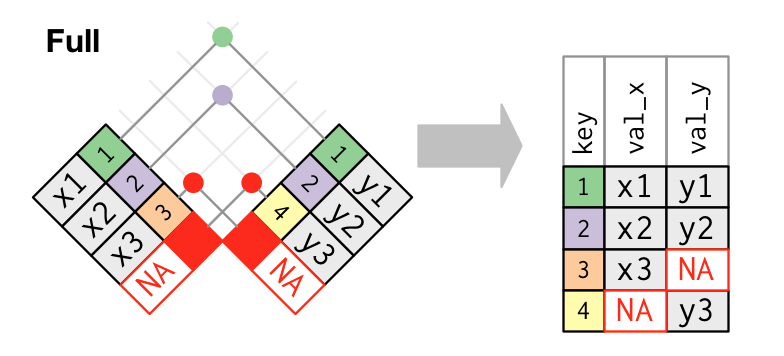 Full
1 x1
2 x2
3 x3
NA
1 y1
2 y2
4 y3
NA
key val_x val_y
1 x1 y1
2 x2 y2
3 x3 NA
4 NA y3